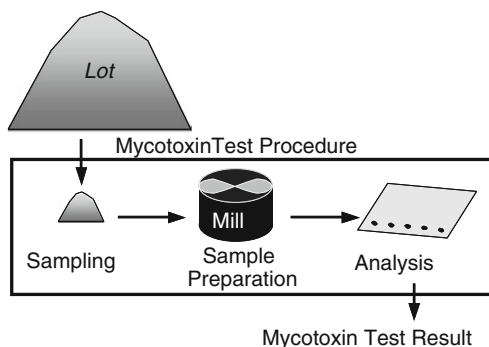 Lot
MycotoxinTest Procedure
Mill
Sampling
Sample
Preparation
Analysis
Mycotoxin Test Result